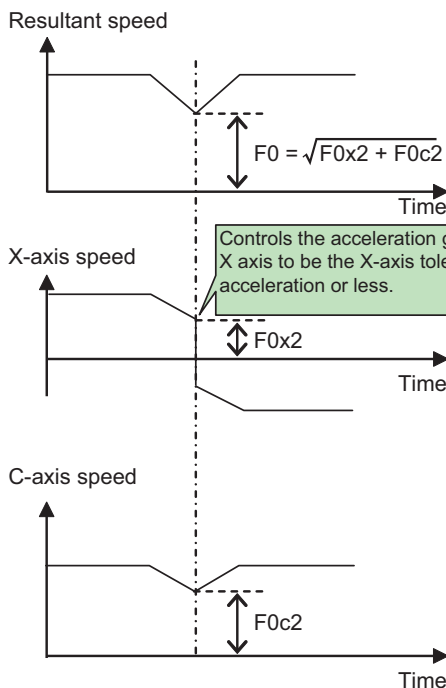 Resultant speed
F0 = √F0x2 + F0c2
Time
X-axis speed
Controls the acceleration
X axis to be the X-axis
acceleration or less.
F0x2
Time
C-axis speed
F0c2
Time